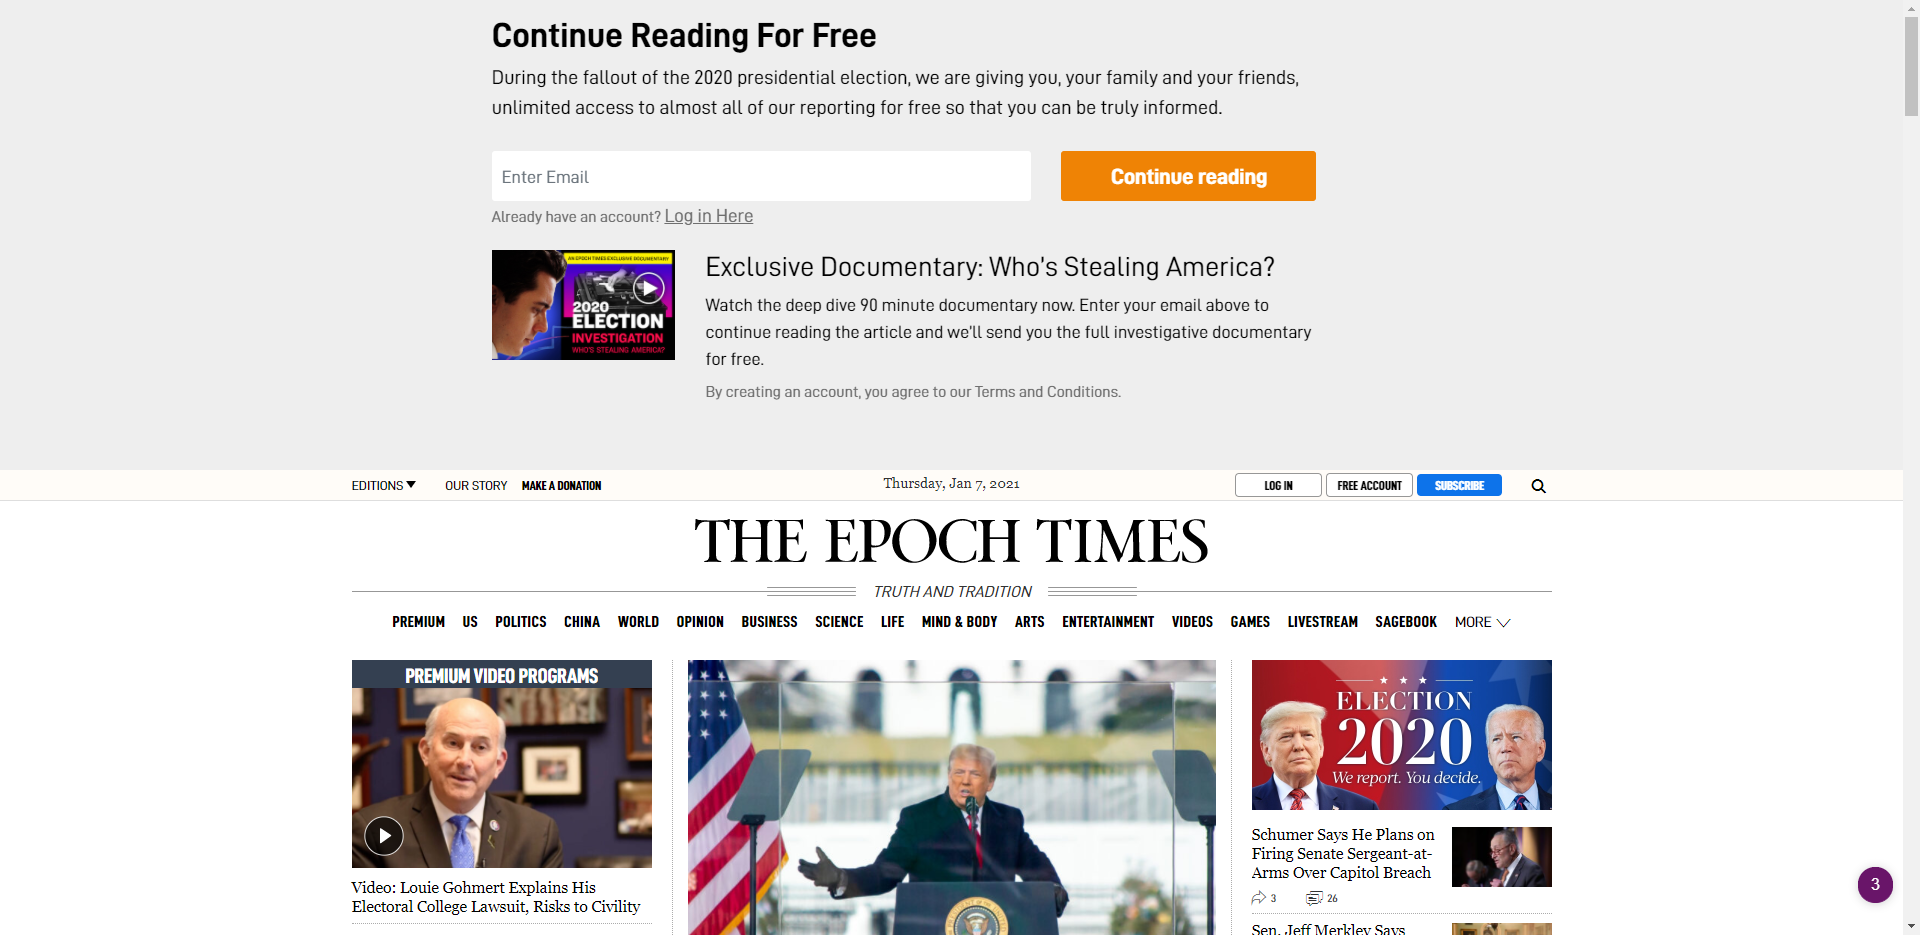 Continue Reading For Free
During the fallout of the 2020 presidential election, we are giving you, your family and your friends,
unlimited access to almost all of our reporting for free so that you can be truly informed.
Enter Email
Continue reading
Already have an account? Log in Here
AN EPOCH TIMES EXCLUSIVE DOCUMENTARY
2020
ELECTION
INVESTIGATION
WHO'S STEALING AMERICA?
Exclusive Documentary: Who's Stealing America?
Watch the deep dive 90 minute documentary now. Enter your email above to
continue reading the article and we'll send you the full investigative documentary
for free.
By creating an account, you agree to our Terms and Conditions.
EDITIONS OUR STORY MAKE A DONATION Thursday, Jan 7, 2021 LOG IN FREE ACCOUNT SUBSCRIBE
THE EPOCH TIMES
TRUTH AND TRADITION
PREMIUM US POLITICS CHINA WORLD OPINION BUSINESS SCIENCE LIFE MIND & BODY ARTS ENTERTAINMENT VIDEOS GAMES LIVESTREAM SAGEBOOK MORE
PREMIUM VIDEO PROGRAMS
Video: Louie Gohmert Explains His
Electoral College Lawsuit, Risks to Civility
ELECTION
2020
We report. You decide.
Schumer Says He Plans on
Firing Senate Sergeant-at-
Arms Over Capitol Breach
3 26
Sen. Jeff Merkley Says
3